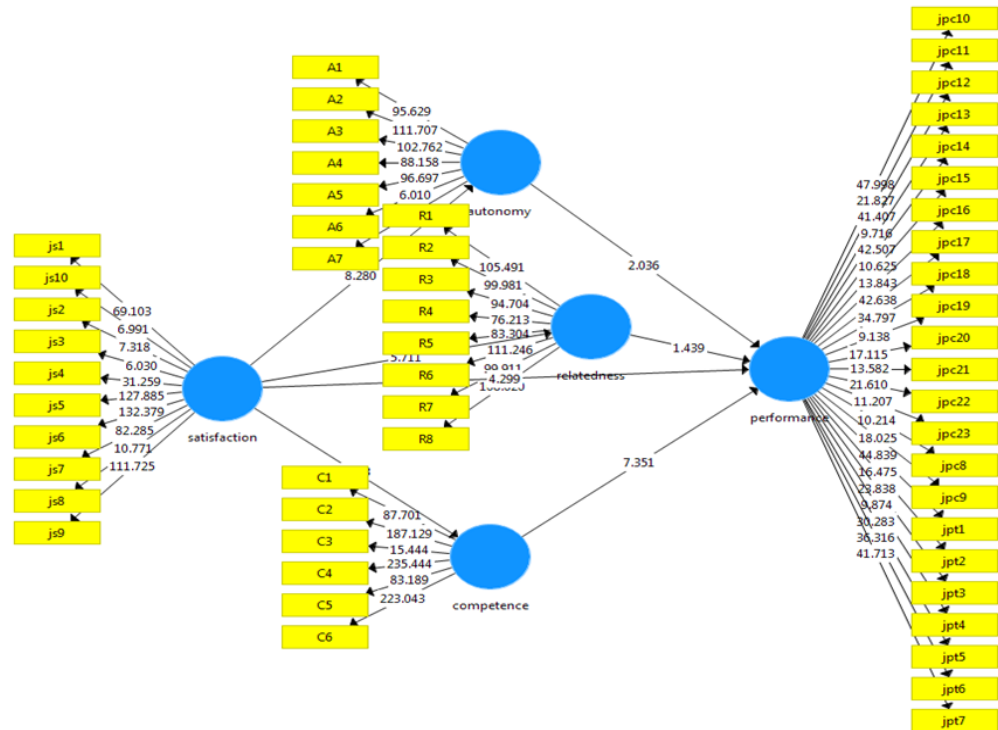 js1
js10
js2
js3
js4
js5
js6
js7
js8
js9
69.103
6.991
7.318
6.030
31.259
127.885
132.379
82.285
10.771
111.725
satisfaction
A1
A2
A3
A4
A5
A6
A7
95.629
111.707
102.762
88.158
96.697
6.010
autonomy
8.280
R1
R2
R3
R4
R5
R6
R7
R8
105.491
99.981
94.704
76.213
83.304
111.246
99.911
relatedness
5.711
4.299
C1
C2
C3
C4
C5
C6
87.701
187.129
15.444
235.444
83.189
223.043
competence
2.036
1.439
7.351
performance
47.998
21.827
41.407
9.716
42.507
10.625
13.843
42.638
34.797
9.138
17.115
13.582
21.610
11.207
10.214
18.025
44.839
16.475
23.838
9.874
30.283
36.316
41.713
jpc10
jpc11
jpc12
jpc13
jpc14
jpc15
jpc16
jpc17
jpc18
jpc19
jpc20
jpc21
jpc22
jpc23
jpc8
jpc9
jpt1
jpt2
jpt3
jpt4
jpt5
jpt6
jpt7